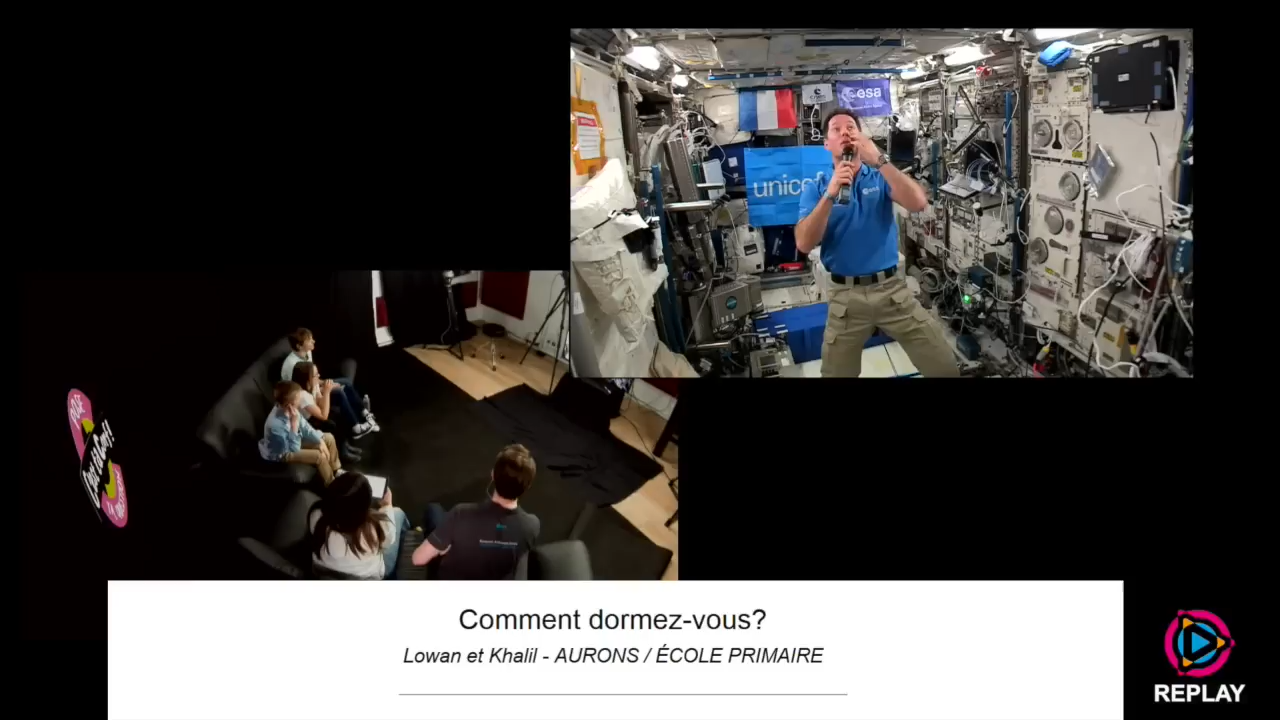 esa
unicef
Comment dormez-vous?
Lowan et Khalil - AURONS / ÉCOLE PRIMAIRE
REPLAY